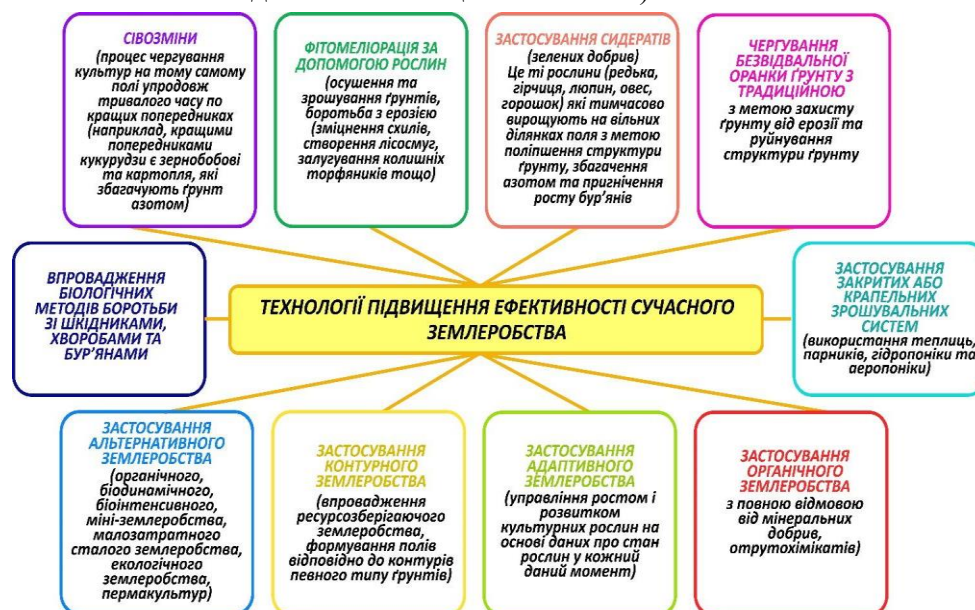 СІВОЗМІНИ
(процес чергування
культур на тому самому
полі упродовж
тривалого часу по
кращих попередниках
(наприклад, кращими
попередниками
кукурудзи є зернобобові
та картопля, які
збагачують ґрунт
азотом)
ФІТОМЕЛІОРАЦІЯ ЗА
ДОПОМОГОЮ РОСЛИН
(осушення та
зрошування ґрунтів,
боротьба з ерозією
(зміцнення схилів,
створення лісосмуг,
залугування колишніх
торфяників тощо)
ЗАСТОСУВАННЯ СИДЕРАТІВ
(зелених добрив)
Це ті рослини (редька,
гірчиця, люпин, овес,
горошок) які тимчасово
вирощують на вільних
ділянках поля з метою
поліпшення структури
ґрунту, збагачення
азотом та пригнічення
росту бур’янів
ЧЕРГУВАННЯ
БЕЗВІДВАЛЬНОЇ
ОРАНКИ ҐРУНТУ З
ТРАДИЦІЙНОЮ
з метою захисту
ґрунту від ерозії та
руйнування
структури ґрунту
ВПРОВАДЖЕННЯ
БІОЛОГІЧНИХ
МЕТОДІВ БОРОТЬБИ
ЗІ ШКІДНИКАМИ,
ХВОРОБАМИ ТА
БУР’ЯНАМИ
ТЕХНОЛОГІЇ ПІДВИЩЕННЯ ЕФЕКТИВНОСТІ СУЧАСНОГО
ЗЕМЛЕРОБСТВА
ЗАСТОСУВАННЯ
ЗАКРИТИХ АБО
КРАПЕЛЬНИХ
ЗРОШУВАЛЬНИХ
СИСТЕМ
(використання теплиць,
парників, гідропоніки та
аеропоніки)
ЗАСТОСУВАННЯ
АЛЬТЕРНАТИВНОГО
ЗЕМЛЕРОБСТВА
(органічного,
біодинамічного,
біоінтенсивного,
міні-землеробства,
малозатратного
сталого землеробства,
екологічного
землеробства,
пермакультур)
ЗАСТОСУВАННЯ
КОНТУРНОГО
ЗЕМЛЕРОБСТВА
(впровадження
ресурсозберігаючого
землеробства,
формування полів
відповідно до контурів
певного типу ґрунтів)
ЗАСТОСУВАННЯ
АДАПТИВНОГО
ЗЕМЛЕРОБСТВА
(управління ростом і
розвитком
культурних рослин на
основі даних про стан
рослин у кожний
даний момент)
ЗАСТОСУВАННЯ
ОРГАНІЧНОГО
ЗЕМЛЕРОБСТВА
з повною відмовою
від мінеральних
добрив,
отрутохімікатів)